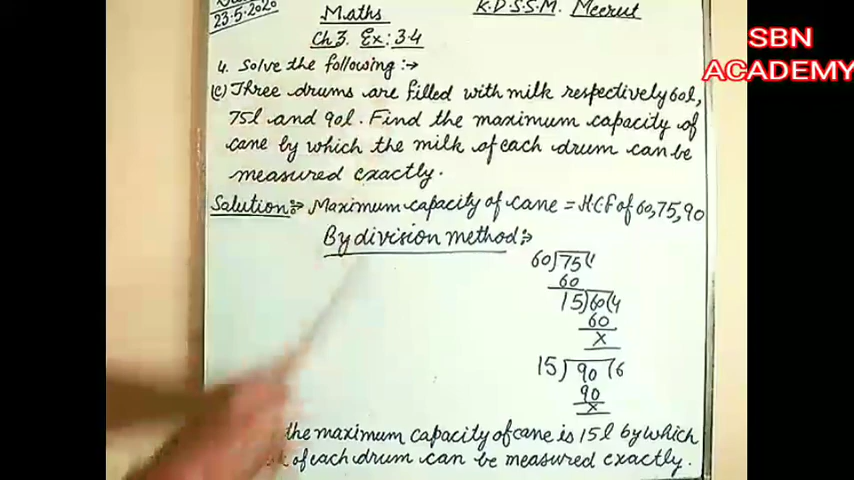 23.5.2020
Maths
K.D.S.S.M. Meerut
Ch 3. Ex: 3.4
SBN
ACADEMY
4. Solve the following :→
(c) Three drums are filled with milk respectively 60l,
75l and 90l. Find the maximum capacity of
cane by which the milk of each drum can be
measured exactly.
Solution:→ Maximum capacity of cane = HCF of 60, 75, 90
By division method:→
60)75(1
60
15)60(4
60
x
15)90(6
90
x
the maximum capacity of cane is 15l by which
of each drum can be measured exactly.